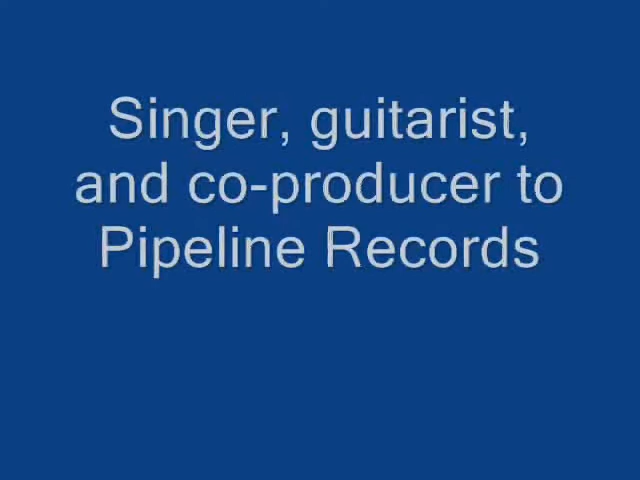 Singer, guitarist,
and co-producer to
Pipeline Records